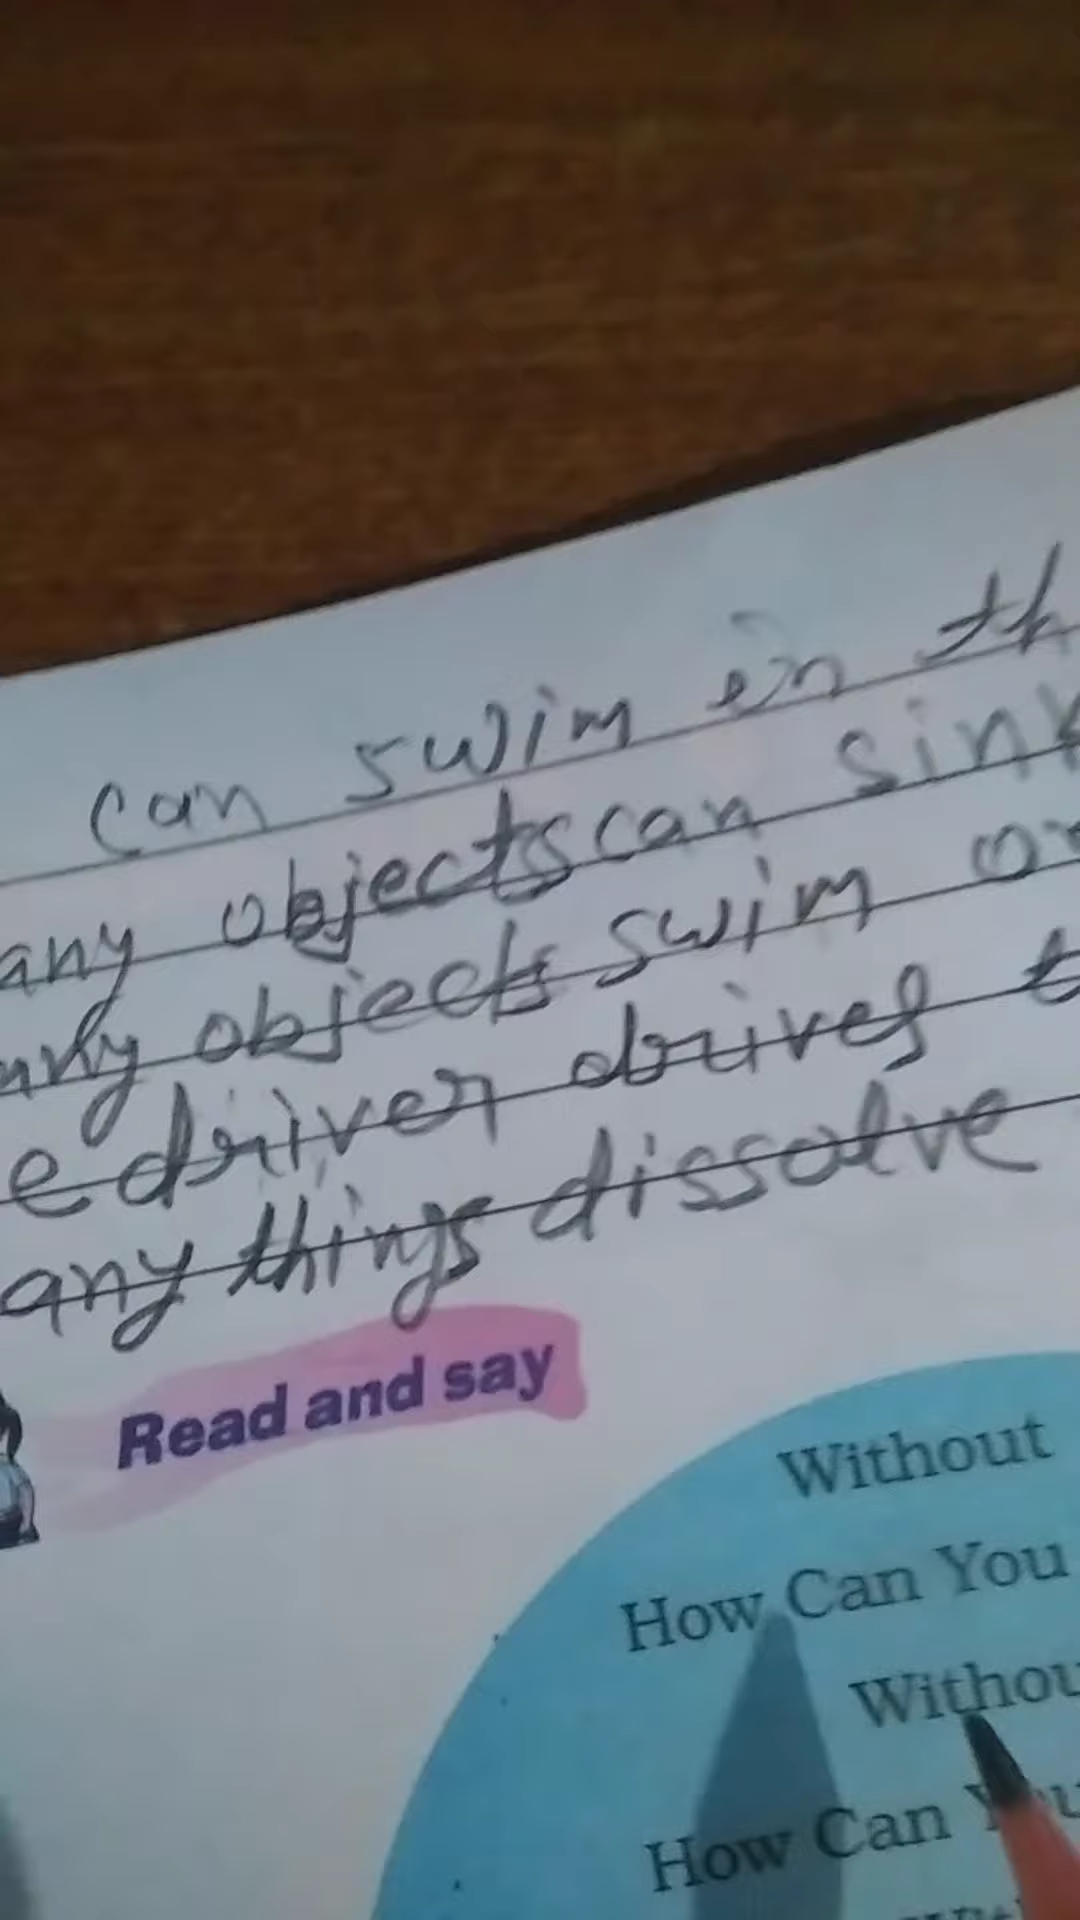 can swim in th
any objects can sink
any objects swim o
e driver drives t
any things dissolve
Read and say
Without
How Can You
Withou
How Can You